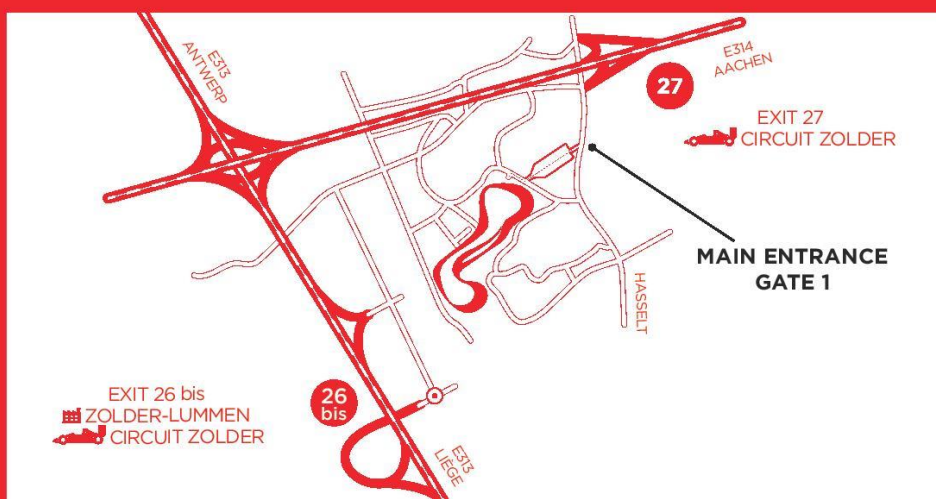 E313
ANTWERP
E314
AACHEN
27
EXIT 27
CIRCUIT ZOLDER
MAIN ENTRANCE
GATE 1
HASSELT
EXIT 26 bis
ZOLDER-LUMMEN
CIRCUIT ZOLDER
26
bis
E313
LIÈGE